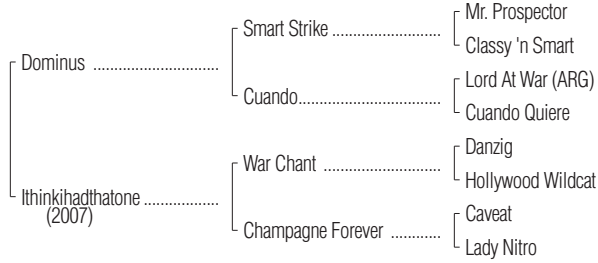 Mr. Prospector
Smart Strike ....................
Classy 'n Smart
Dominus ..............................
Lord At War (ARG)
Cuando....................................
Cuando Quiere
Danzig
War Chant ..............................
Hollywood Wildcat
Ithinkihadthatone ..................
(2007)
Caveat
Champagne Forever ............
Lady Nitro